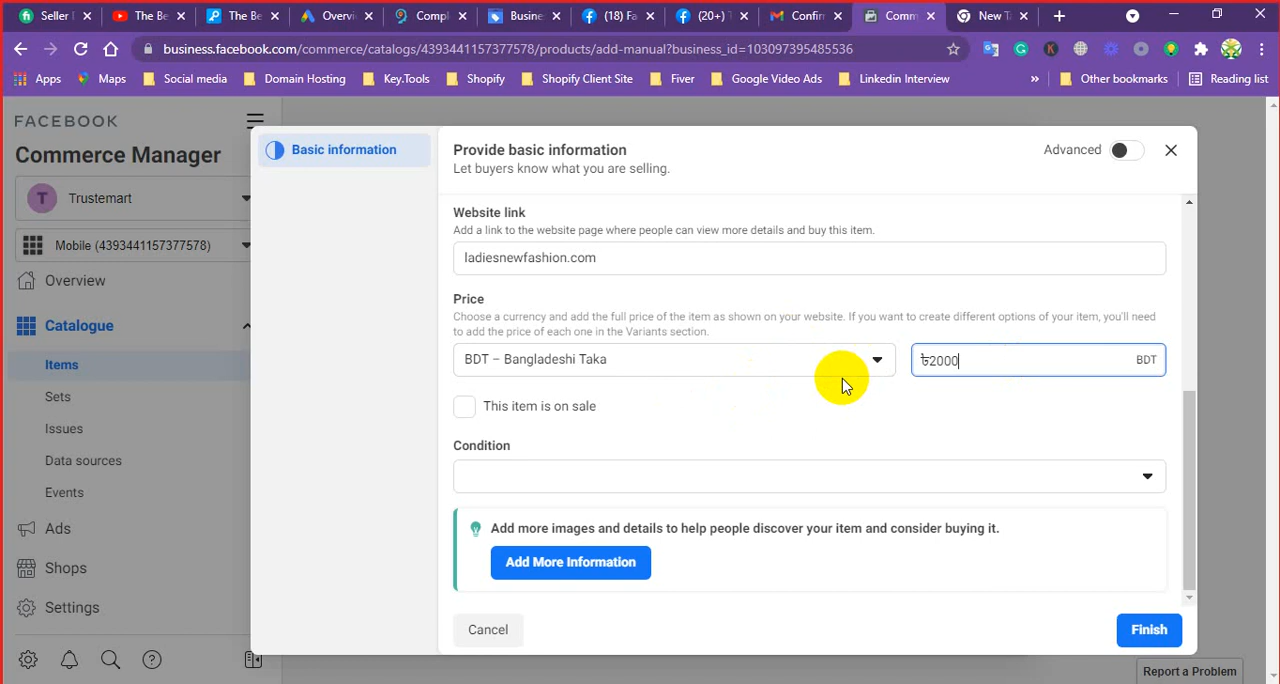 Seller
The Be
The Be
Overvi
Compl
Busine
(18) Fa
(20+)
Confir
Comm
New Ta
business.facebook.com/commerce/catalogs/4393441157377578/products/add-manual?business_id=103097395485536
Apps
Maps
Social media
Domain Hosting
Key.Tools
Shopify
Shopify Client Site
Fiver
Google Video Ads
Linkedin Interview
»
Other bookmarks
Reading list
FACEBOOK
Commerce Manager
T
Trustemart
Mobile (4393441157377578)
Overview
Catalogue
Items
Sets
Issues
Data sources
Events
Ads
Shops
Settings
Basic information
Provide basic information
Let buyers know what you are selling.
Advanced
Website link
Add a link to the website page where people can view more details and buy this item.
ladiesnewfashion.com
Price
Choose a currency and add the full price of the item as shown on your website. If you want to create different options of your item, you'll need
to add the price of each one in the Variants section.
BDT – Bangladeshi Taka
৳2000
BDT
This item is on sale
Condition
Add more images and details to help people discover your item and consider buying it.
Add More Information
Cancel
Finish
Report a Problem